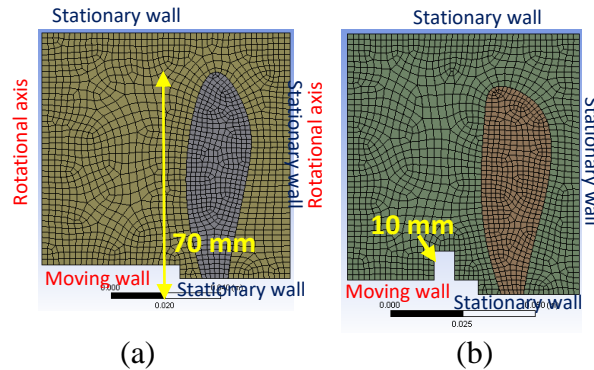 Stationary wall
Rotational axis
Stationary wall
70 mm
Moving wall
Stationary wall
0.000
0.020
(a)
Stationary wall
Rotational axis
Stationary wall
10 mm
Moving wall
Stationary wall
0.000
0.025
(b)